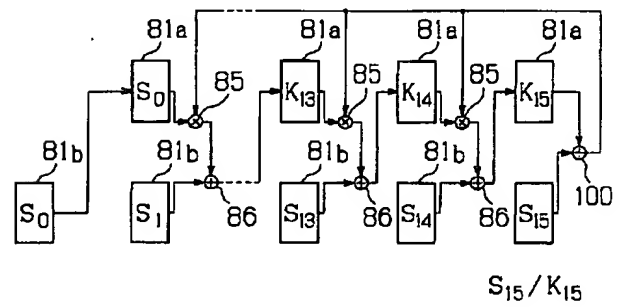 81a 81a 81a 81a
S0 85 K13 85 K14 85 K15
81b 81b 81b 81b
S0 S1 86 S13 86 S14 86 S15 100
S15/K15